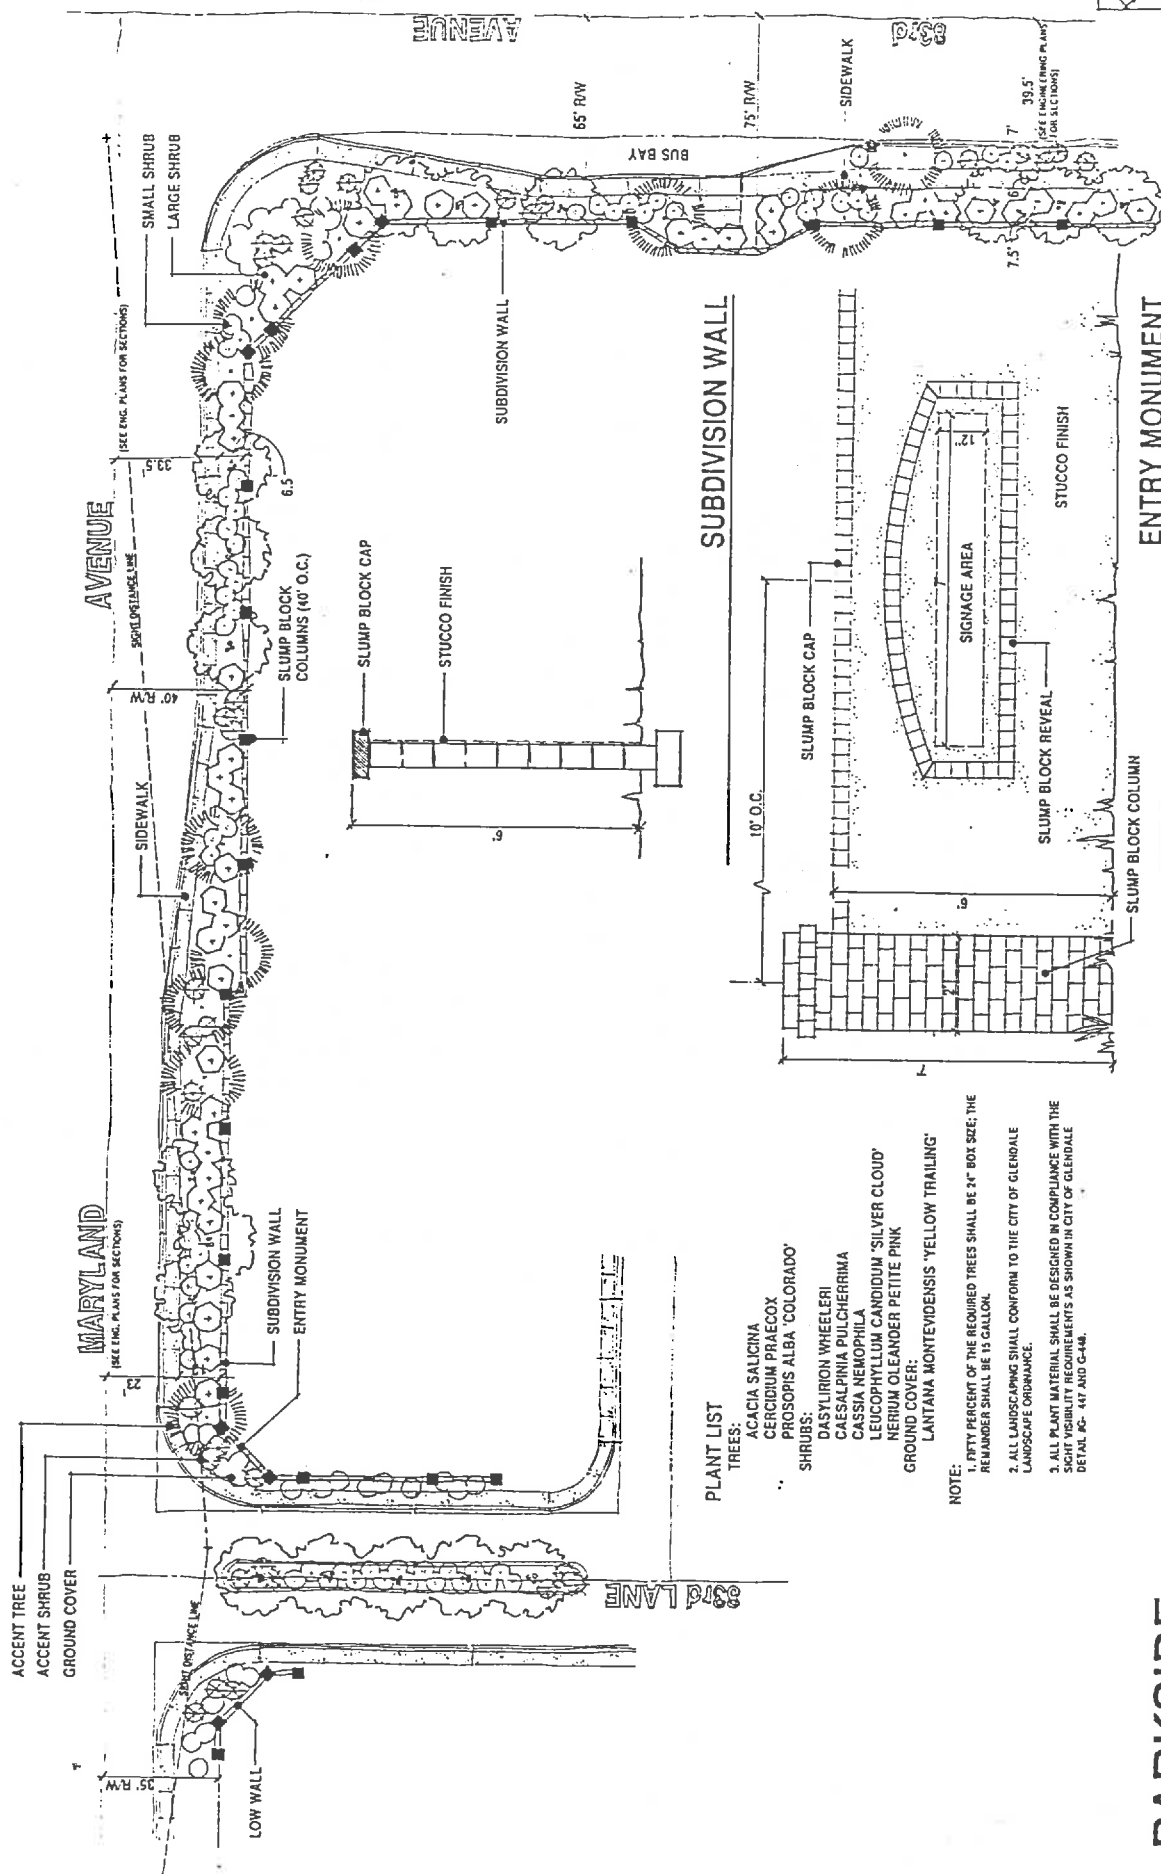 ACCENT TREE
ACCENT SHRUB
GROUND COVER
MARYLAND
(SEE ENG. PLANS FOR SECTIONS)
AVENUE
(SEE ENG. PLANS FOR SECTIONS)
SMALL SHRUB
LARGE SHRUB
SIDEWALK
SIGHT DISTANCE LINE
33.5'
40' R/W
23'
35' R/W
SIGHT DISTANCE LINE
LOW WALL
83rd LANE
SUBDIVISION WALL
ENTRY MONUMENT
SLUMP BLOCK
COLUMNS (40' O.C.)
6.5
SUBDIVISION WALL
AVENUE
83rd
65' R/W
75' R/W
BUS BAY
SIDEWALK
39.5'
(SEE ENGINEERING PLANS
FOR SECTIONS)
7'
6'
7.5'
SLUMP BLOCK CAP
STUCCO FINISH
6'
SUBDIVISION WALL
10' O.C.
SLUMP BLOCK CAP
12"
7'
SIGNAGE AREA
STUCCO FINISH
SLUMP BLOCK REVEAL
SLUMP BLOCK COLUMN
6'
2'
7'
ENTRY MONUMENT
PLANT LIST
TREES:
ACACIA SALICINA
CERCIDIUM PRAECOX
PROSOPIS ALBA 'COLORADO'
SHRUBS:
DASYLIRION WHEELERI
CAESALPINIA PULCHERRIMA
CASSIA NEMOPHILA
LEUCOPHYLLUM CANDIDUM 'SILVER CLOUD'
NERIUM OLEANDER PETITE PINK
GROUND COVER:
LANTANA MONTEVIDENSIS 'YELLOW TRAILING'
NOTE:
1. FIFTY PERCENT OF THE REQUIRED TREES SHALL BE 24" BOX SIZE; THE
REMAINDER SHALL BE 15 GALLON.
2. ALL LANDSCAPING SHALL CONFORM TO THE CITY OF GLENDALE
LANDSCAPE ORDINANCE.
3. ALL PLANT MATERIAL SHALL BE DESIGNED IN COMPLIANCE WITH THE
SIGHT VISIBILITY REQUIREMENTS AS SHOWN IN CITY OF GLENDALE
DETAIL #G- 447 AND G-448.
PARKSIDE